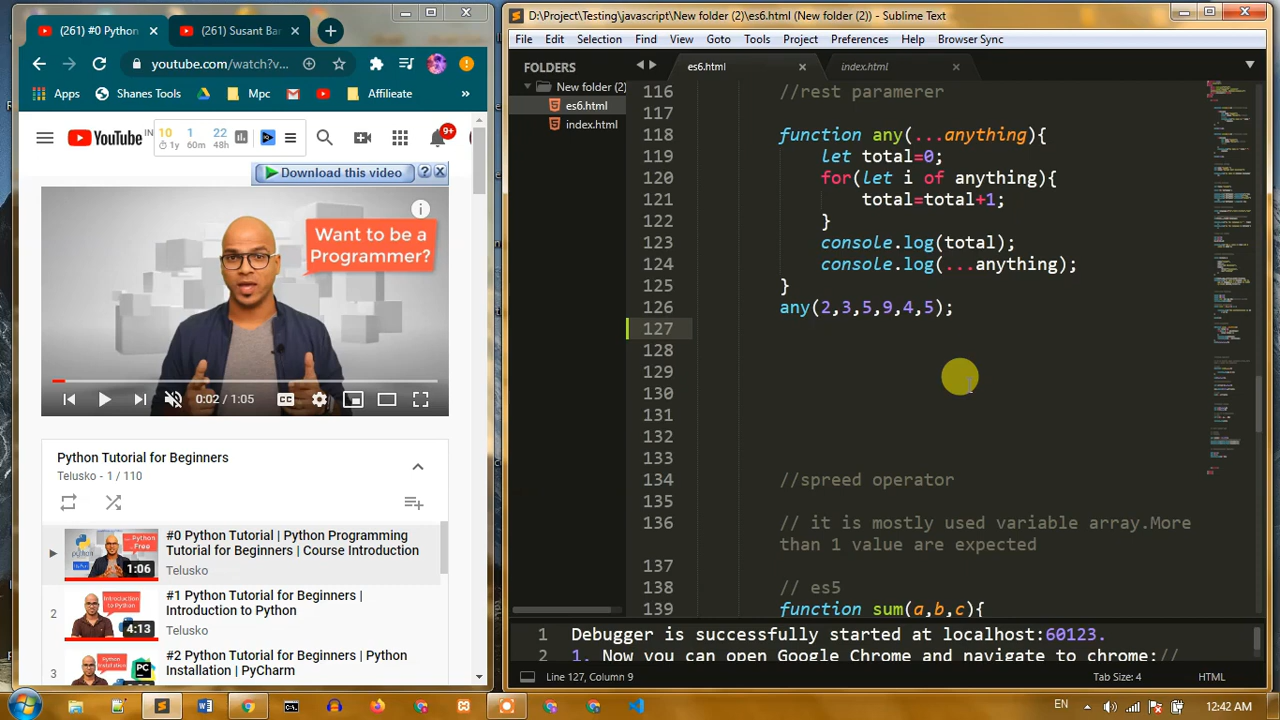 (261) #0 Python
(261) Susant Bar
youtube.com/watch?v...
Apps
Shanes Tools
Mpc
Affilieate
»
YouTube IN
10 1 22
1y 60m 48h
9+
Download this video
?
Want to be a
Programmer?
0:02 / 1:05
CC
Python Tutorial for Beginners
Telusko - 1 / 110
#0 Python Tutorial | Python Programming
Tutorial for Beginners | Course Introduction
Telusko
1:06
2
#1 Python Tutorial for Beginners |
Introduction to Python
Telusko
4:13
3
#2 Python Tutorial for Beginners | Python
Installation | PyCharm
D:\Project\Testing\javascript\New folder (2)\es6.html (New folder (2)) - Sublime Text
File Edit Selection Find View Goto Tools Project Preferences Help Browser Sync
FOLDERS
New folder (2)
es6.html
index.html
es6.html
index.html
116 //rest paramerer
117
118 function any(...anything){
119 let total=0;
120 for(let i of anything){
121 total=total+1;
122 }
123 console.log(total);
124 console.log(...anything);
125 }
126 any(2,3,5,9,4,5);
127
128
129
130
131
132
133
134 //spreed operator
135
136 // it is mostly used variable array.More
than 1 value are expected
137
138 // es5
139 function sum(a,b,c){
1 Debugger is successfully started at localhost:60123.
2 1. Now you can open Google Chrome and navigate to chrome://
Line 127, Column 9
Tab Size: 4
HTML
EN
12:42 AM